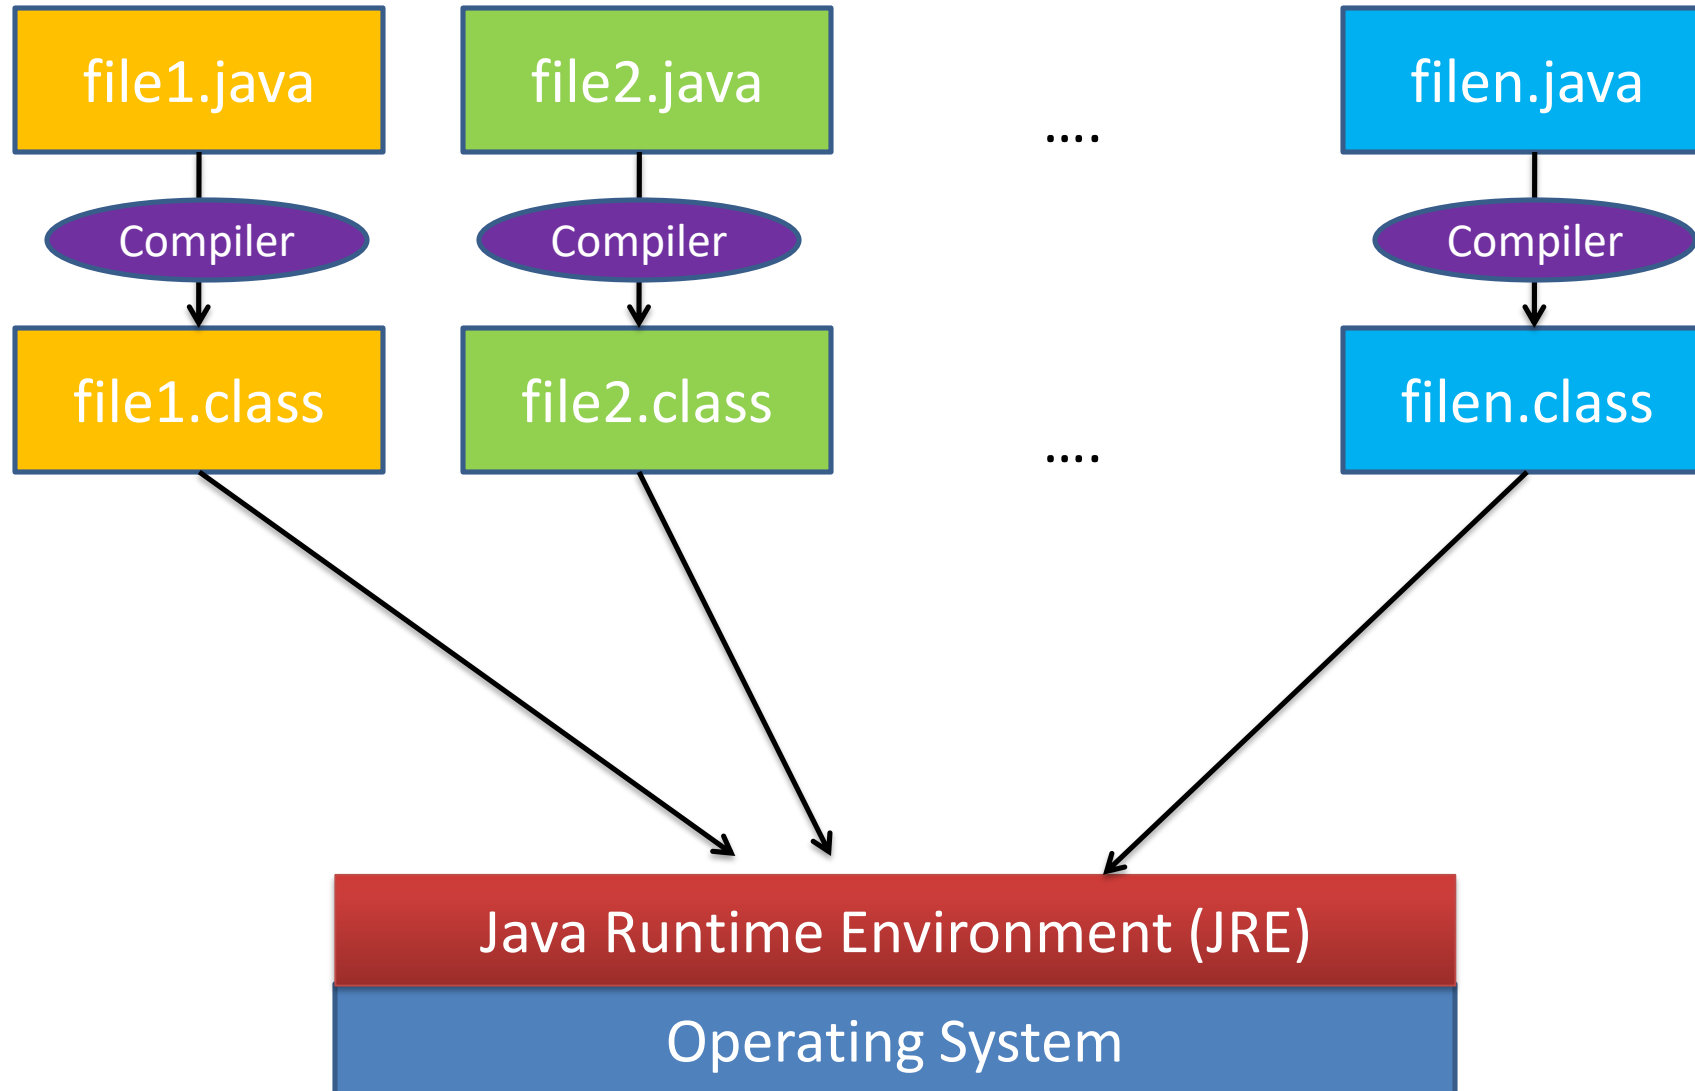 file1.java
file2.java
....
filen.java
Compiler
Compiler
Compiler
file1.class
file2.class
....
filen.class
Java Runtime Environment (JRE)
Operating System